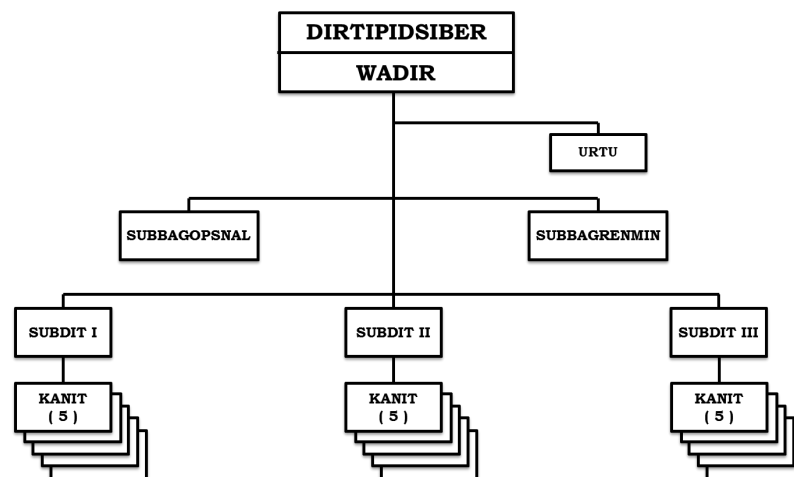 DIRTIPIDSIBER
WADIR
URTU
SUBBAGOPSNAL
SUBBAGRENMIN
SUBDIT I
SUBDIT II
SUBDIT III
KANIT
( 5 )
KANIT
( 5 )
KANIT
( 5 )